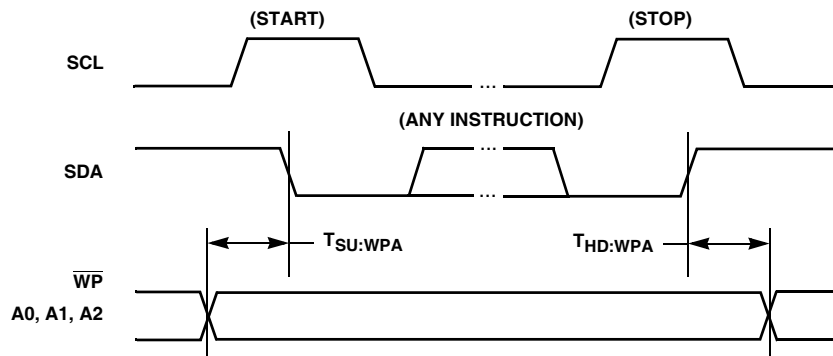 (START) (STOP)
SCL
...
(ANY INSTRUCTION)
...
SDA
...
TSU:WPA THD:WPA
WP
A0, A1, A2